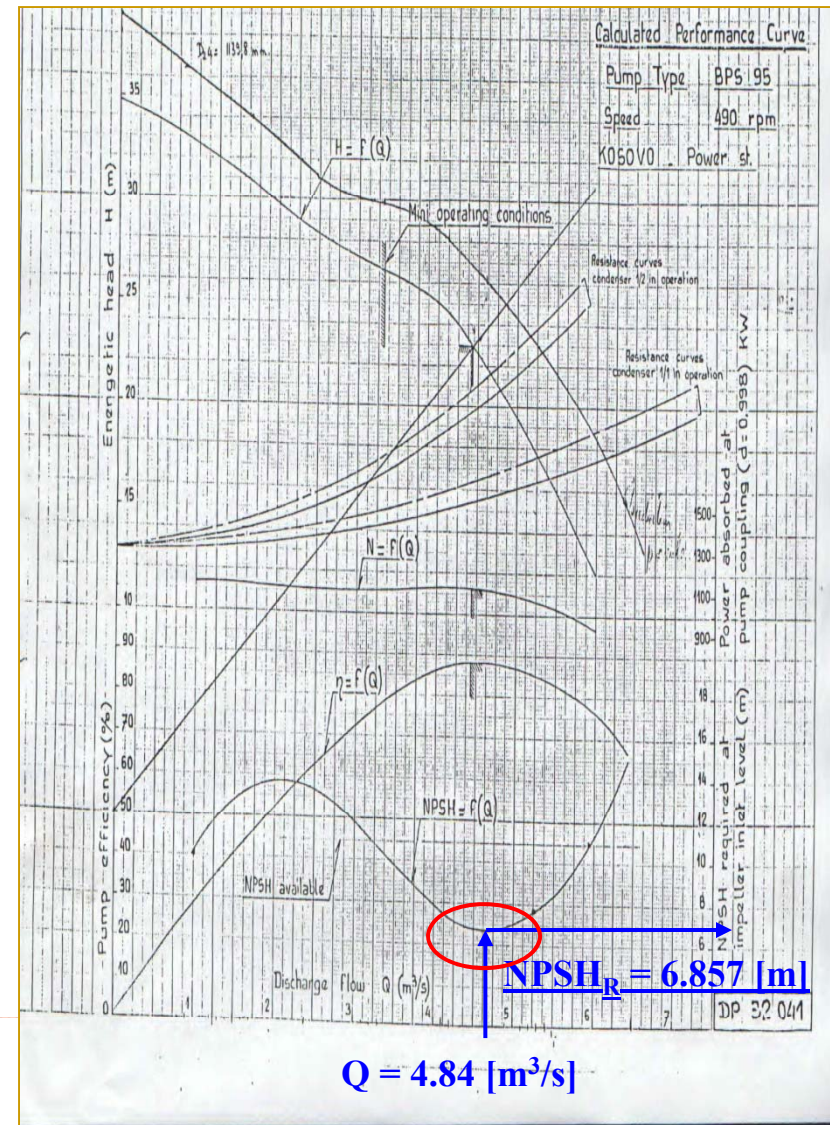 Calculated Performance Curve
Pump Type BPS 95
Speed 490 rpm
KOSOVO _ Power st.
H = f(Q)
Mini operating conditions
Resistance curves
condenser 1/2 in operation
Resistance curves
condenser 1/1 in operation
Energetic head H (m)
35
30
25
20
15
10
N = f(Q)
1500
1300
1100
900
Power absorbed at
pump coupling (d=0,998) KW
η = f(Q)
Pump efficiency (%)
90
80
70
60
50
40
30
20
10
0
NPSH = f(Q)
NPSH available
18
16
14
12
10
8
6
NPSH required at
impeller inlet level (m)
Discharge Flow Q (m³/s)
1
2
3
4
5
6
7
DP 32 041
NPSH_R = 6.857 [m]
Q = 4.84 [m³/s]